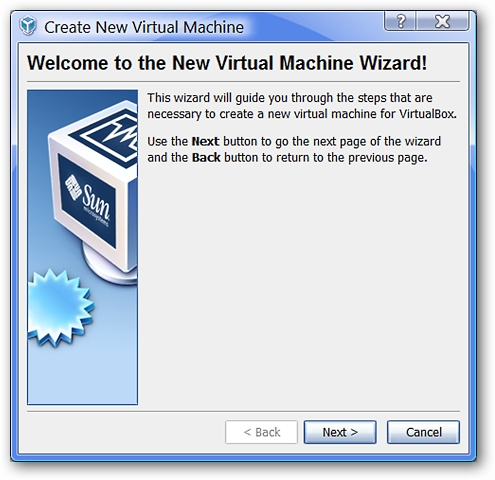 Create New Virtual Machine
?
Welcome to the New Virtual Machine Wizard!
This wizard will guide you through the steps that are
necessary to create a new virtual machine for VirtualBox.
Use the Next button to go the next page of the wizard
and the Back button to return to the previous page.
Sun
microsystems
< Back
Next >
Cancel